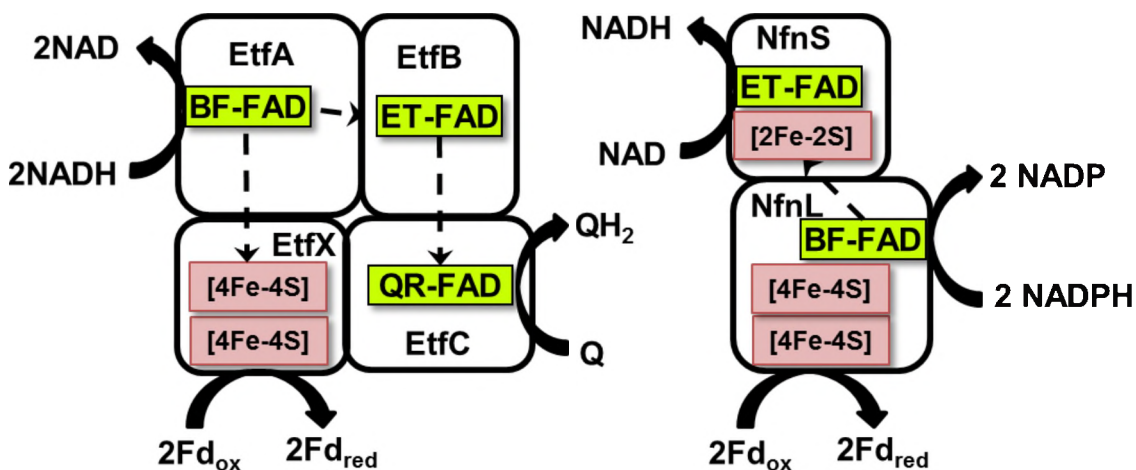 2NAD
EtfA
EtfB
BF-FAD
ET-FAD
2NADH
EtfX
[4Fe-4S]
[4Fe-4S]
QR-FAD
EtfC
QH2
Q
2Fdox
2Fdred
NADH
NfnS
ET-FAD
[2Fe-2S]
NAD
NfnL
2 NADP
BF-FAD
[4Fe-4S]
[4Fe-4S]
2 NADPH
2Fdox
2Fdred